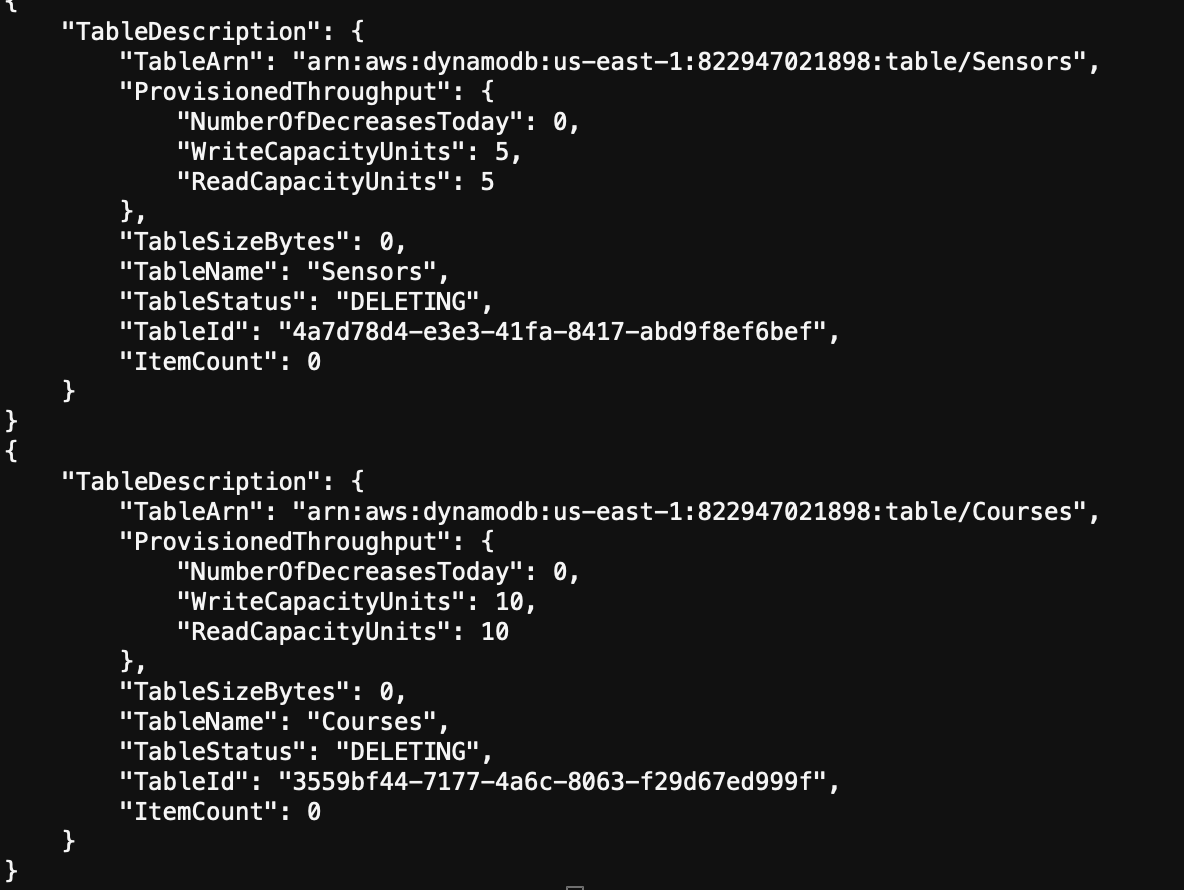 {
    "TableDescription": {
        "TableArn": "arn:aws:dynamodb:us-east-1:822947021898:table/Sensors",
        "ProvisionedThroughput": {
            "NumberOfDecreasesToday": 0,
            "WriteCapacityUnits": 5,
            "ReadCapacityUnits": 5
        },
        "TableSizeBytes": 0,
        "TableName": "Sensors",
        "TableStatus": "DELETING",
        "TableId": "4a7d78d4-e3e3-41fa-8417-abd9f8ef6bef",
        "ItemCount": 0
    }
}
{
    "TableDescription": {
        "TableArn": "arn:aws:dynamodb:us-east-1:822947021898:table/Courses",
        "ProvisionedThroughput": {
            "NumberOfDecreasesToday": 0,
            "WriteCapacityUnits": 10,
            "ReadCapacityUnits": 10
        },
        "TableSizeBytes": 0,
        "TableName": "Courses",
        "TableStatus": "DELETING",
        "TableId": "3559bf44-7177-4a6c-8063-f29d67ed999f",
        "ItemCount": 0
    }
}